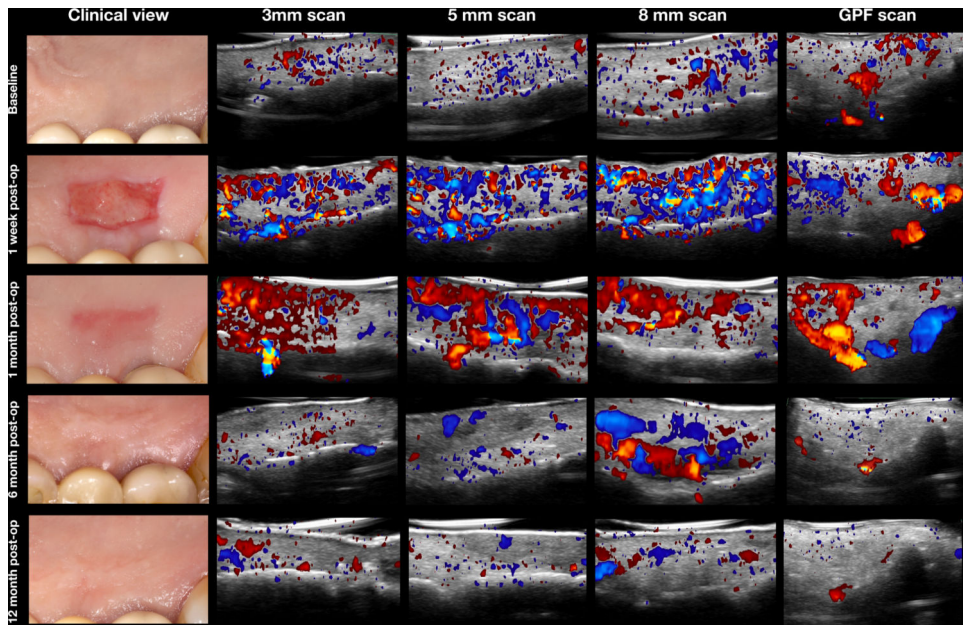 Clinical view
3mm scan
5 mm scan
8 mm scan
GPF scan
Baseline
1 week post-op
1 month post-op
6 month post-op
12 month post-op